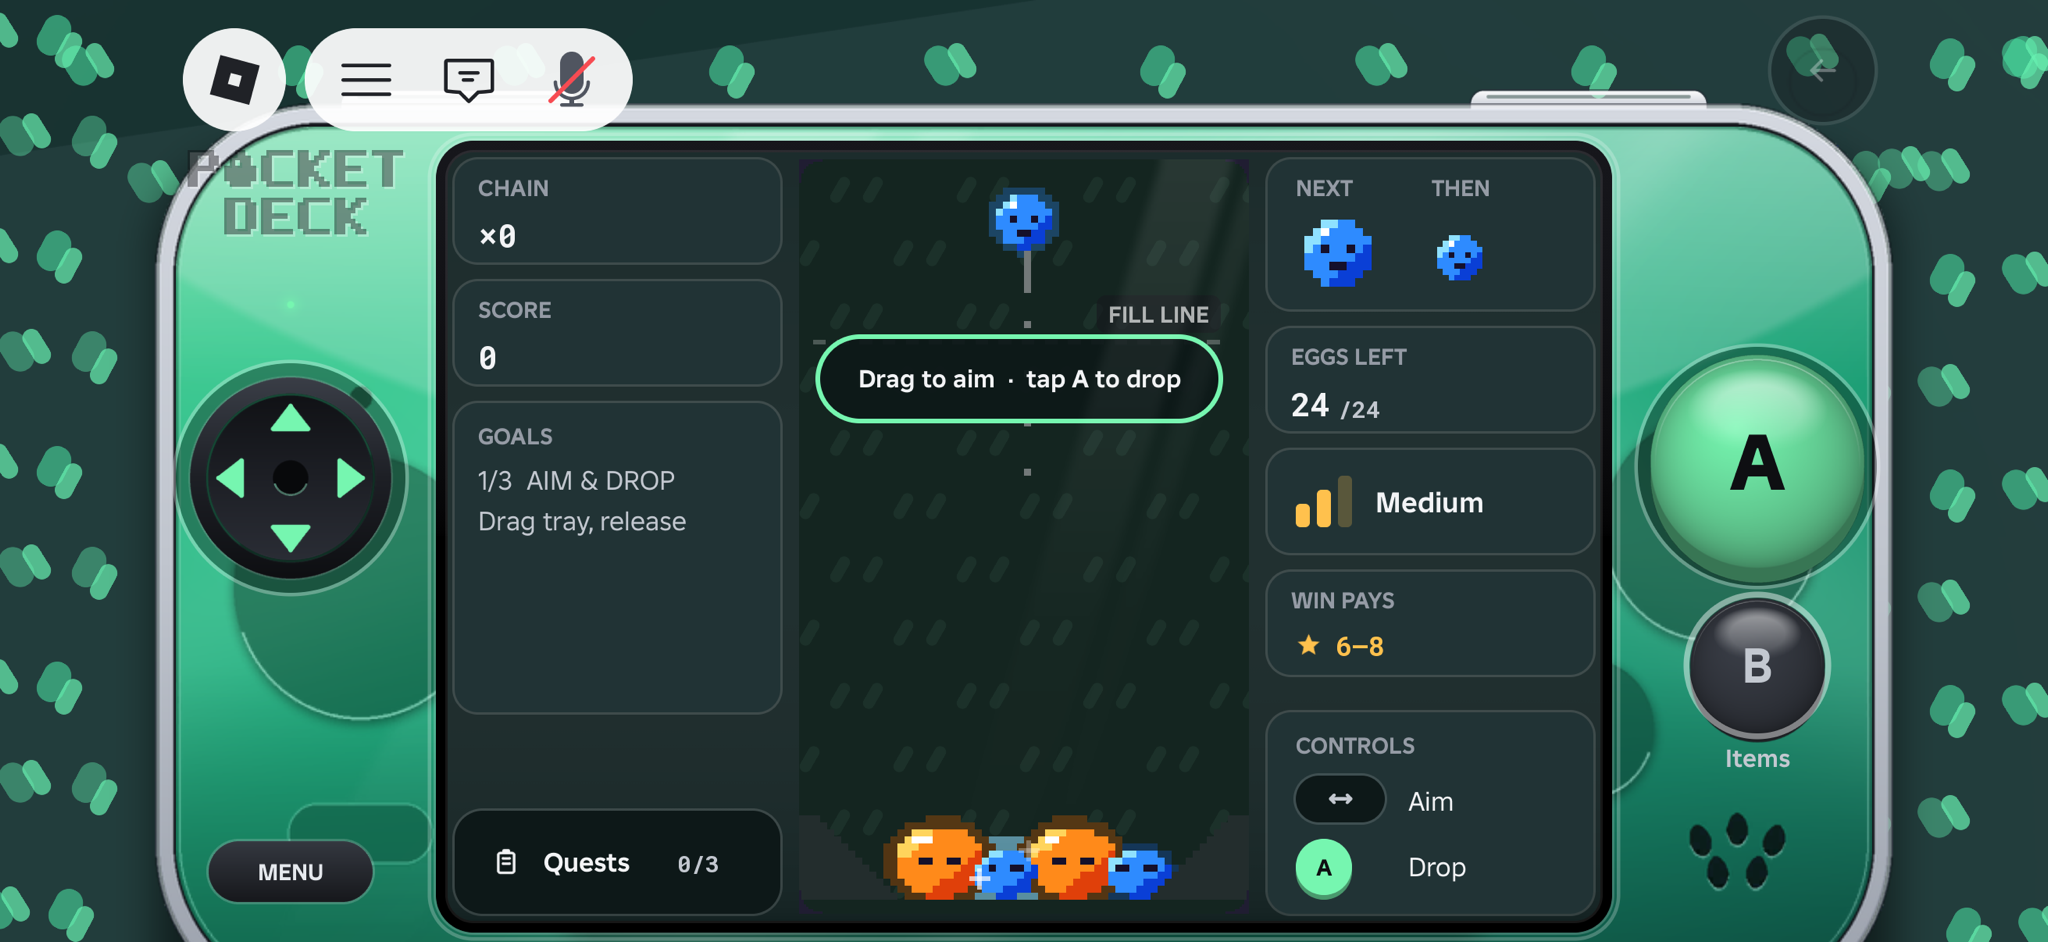 POCKET
DECK
CHAIN
×0
SCORE
0
GOALS
1/3 AIM & DROP
Drag tray, release
Quests 0/3
MENU
FILL LINE
Drag to aim · tap A to drop
NEXT THEN
EGGS LEFT
24 /24
Medium
WIN PAYS
6–8
CONTROLS
Aim
A Drop
A
B
Items